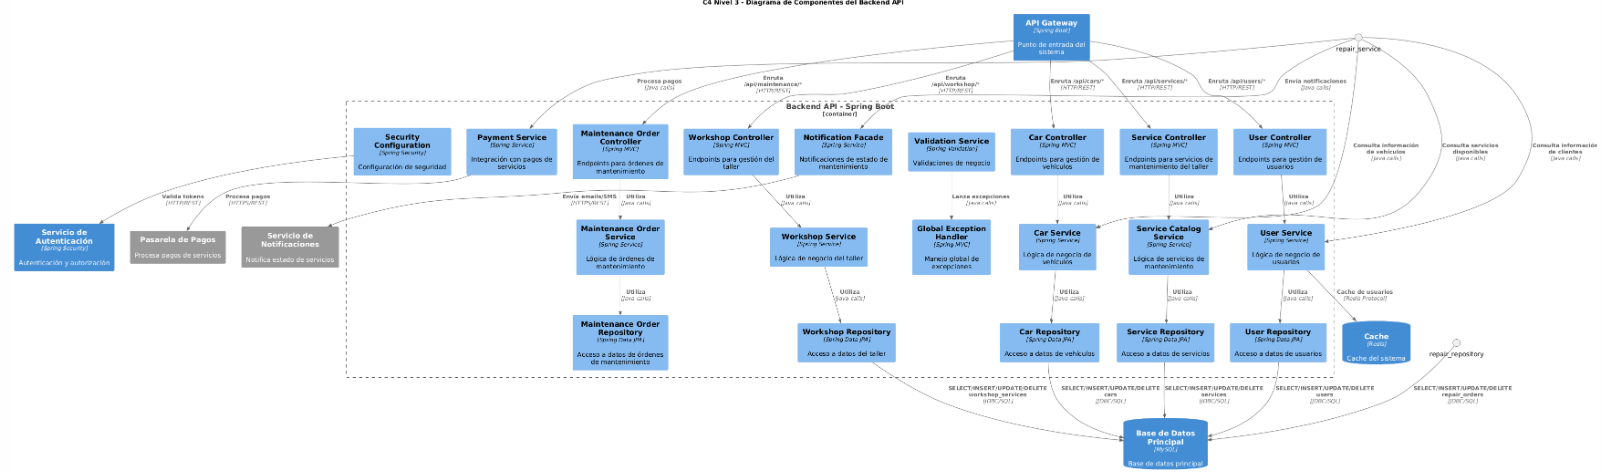 C4 Nivel 3 - Diagrama de Componentes del Backend API
API Gateway
[Spring Boot]
Punto de entrada del
sistema
repair_service
Procesa pagos
[Java calls]
Enruta
/api/maintenance/*
[HTTP/REST]
Enruta
/api/workshop/*
[HTTP/REST]
Enruta /api/cars/*
[HTTP/REST]
Enruta /api/services/*
[HTTP/REST]
Enruta /api/users/*
[HTTP/REST]
Envía notificaciones
[Java calls]
Backend API - Spring Boot
[container]
Security
Configuration
[Spring Security]
Configuración de seguridad
Payment Service
[Spring Service]
Integración con pagos de
servicios
Maintenance Order
Controller
[Spring MVC]
Endpoints para órdenes de
mantenimiento
Workshop Controller
[Spring MVC]
Endpoints para gestión del
taller
Notification Facade
[Spring Service]
Notificaciones de estado de
mantenimiento
Validation Service
[Spring Validation]
Validaciones de negocio
Car Controller
[Spring MVC]
Endpoints para gestión de
vehículos
Service Controller
[Spring MVC]
Endpoints para servicios de
mantenimiento del taller
User Controller
[Spring MVC]
Endpoints para gestión de
usuarios
Consulta información
de vehículos
[Java calls]
Consulta servicios
disponibles
[Java calls]
Consulta información
de clientes
[Java calls]
Valida tokens
[HTTP/REST]
Procesa pagos
[HTTPS/REST]
Envía emails/SMS
[HTTPS/REST]
Utiliza
[Java calls]
Utiliza
[Java calls]
Lanza excepciones
[Java calls]
Utiliza
[Java calls]
Utiliza
[Java calls]
Utiliza
[Java calls]
Servicio de
Autenticación
[Spring Security]
Autenticación y autorización
Pasarela de Pagos
Procesa pagos de servicios
Servicio de
Notificaciones
Notifica estado de servicios
Maintenance Order
Service
[Spring Service]
Lógica de órdenes de
mantenimiento
Workshop Service
[Spring Service]
Lógica de negocio del taller
Global Exception
Handler
[Spring MVC]
Manejo global de
excepciones
Car Service
[Spring Service]
Lógica de negocio de
vehículos
Service Catalog
Service
[Spring Service]
Lógica de servicios de
mantenimiento
User Service
[Spring Service]
Lógica de negocio de
usuarios
Utiliza
[Java calls]
Utiliza
[Java calls]
Utiliza
[Java calls]
Utiliza
[Java calls]
Utiliza
[Java calls]
Cache de usuarios
[Redis Protocol]
Maintenance Order
Repository
[Spring Data JPA]
Acceso a datos de órdenes
de mantenimiento
Workshop Repository
[Spring Data JPA]
Acceso a datos del taller
Car Repository
[Spring Data JPA]
Acceso a datos de vehículos
Service Repository
[Spring Data JPA]
Acceso a datos de servicios
User Repository
[Spring Data JPA]
Acceso a datos de usuarios
Cache
[Redis]
Cache del sistema
repair_repository
SELECT/INSERT/UPDATE/DELETE
workshop_services
[JDBC/SQL]
SELECT/INSERT/UPDATE/DELETE
cars
[JDBC/SQL]
SELECT/INSERT/UPDATE/DELETE
services
[JDBC/SQL]
SELECT/INSERT/UPDATE/DELETE
users
[JDBC/SQL]
SELECT/INSERT/UPDATE/DELETE
repair_orders
[JDBC/SQL]
Base de Datos
Principal
[MySQL]
Base de datos principal